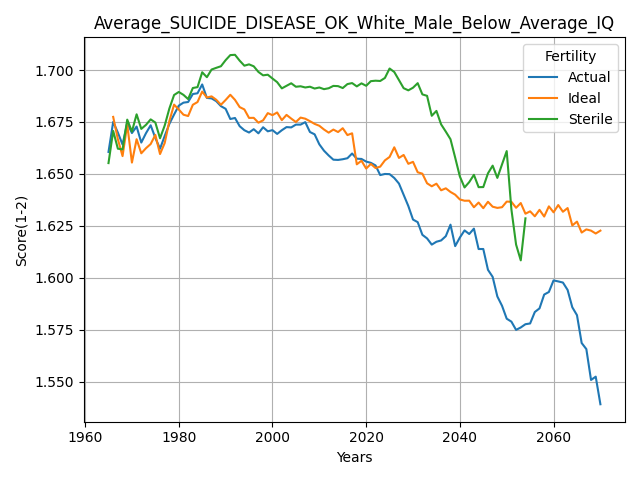 Average_SUICIDE_DISEASE_OK_White_Male_Below_Average_IQ
Score(1-2)
1.700
1.675
1.650
1.625
1.600
1.575
1.550
Fertility
Actual
Ideal
Sterile
1960
1980
2000
2020
2040
2060
Years